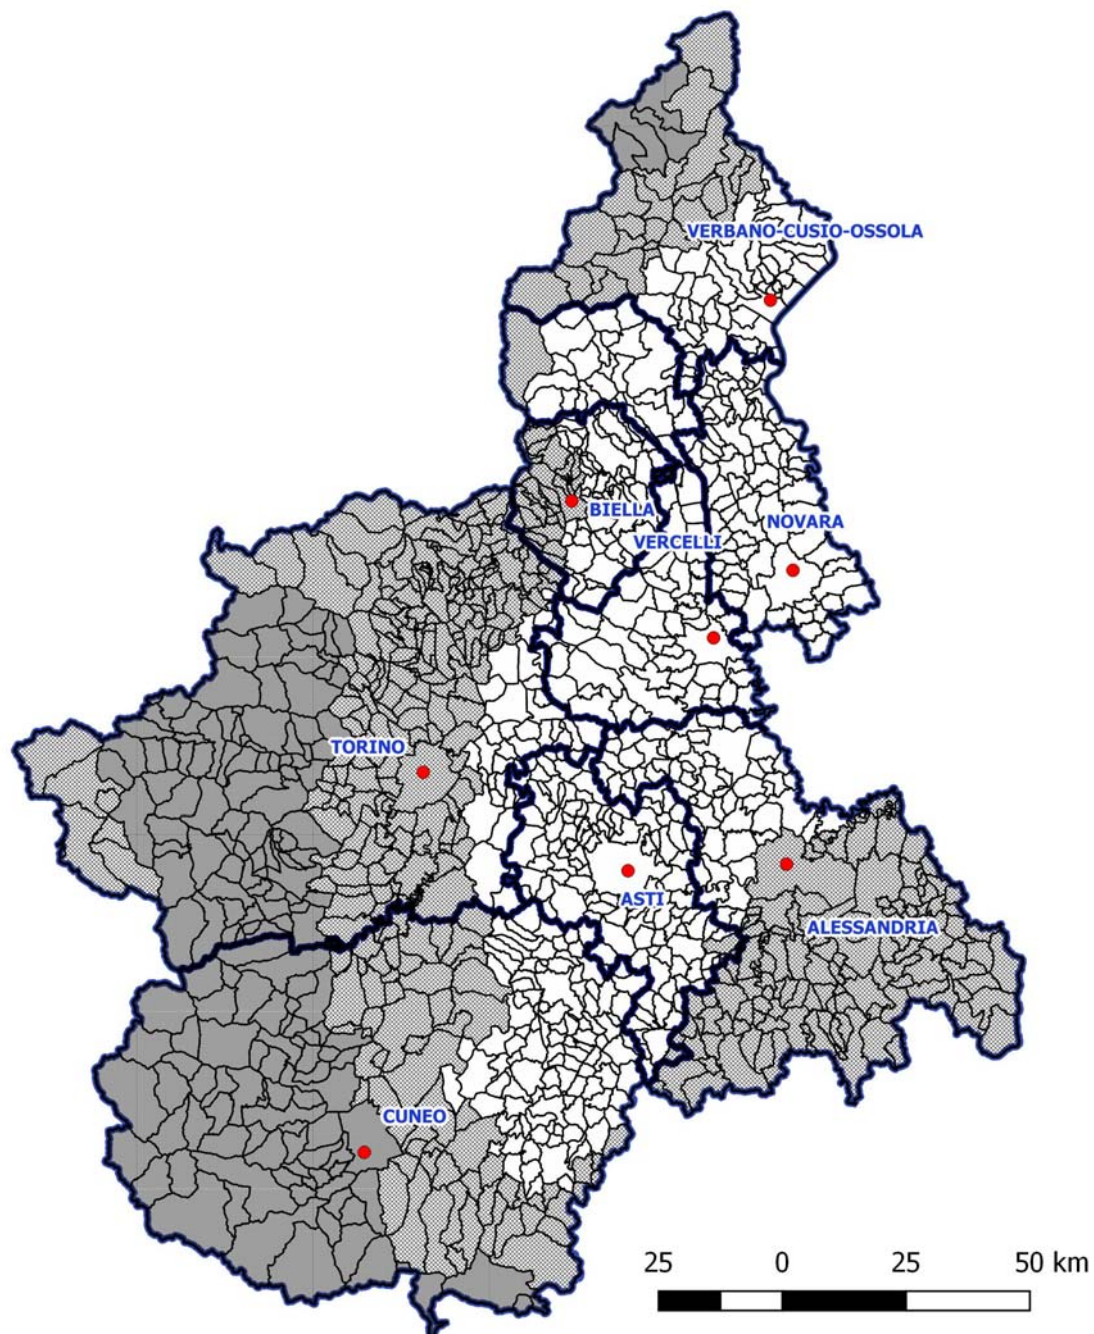 VERBANO-CUSIO-OSSOLA
BIELLA
NOVARA
VERCELLI
TORINO
ASTI
ALESSANDRIA
CUNEO
25 0 25 50 km